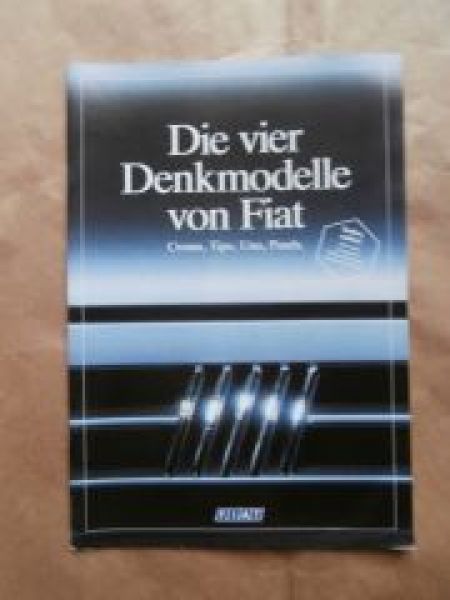 Die vier
Denkmodelle
von Fiat
Croma, Tipo, Uno, Panda.
FIAT